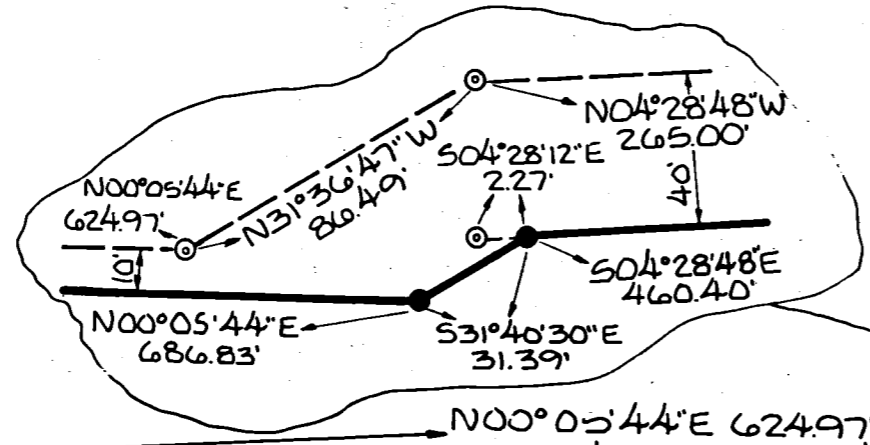 N04°28'48"W
265.00'
S04°28'12"E
2.27'
N31°36'47"W
86.49'
N00°05'44"E
624.97'
40'
10'
S04°28'48"E
460.40'
N00°05'44"E
686.83'
S31°40'30"E
31.39'
N00°05'44"E 624.97'